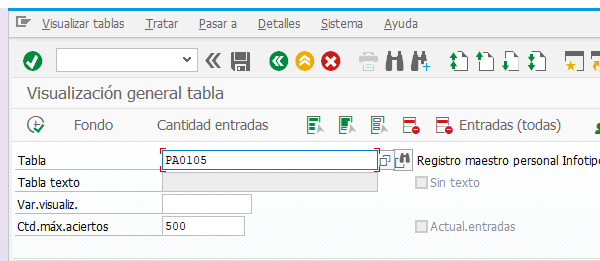 Visualizar tablas Tratar Pasar a Detalles Sistema Ayuda
Visualización general tabla
Fondo Cantidad entradas Entradas (todas)
Tabla PA0105 Registro maestro personal Infotipo
Tabla texto Sin texto
Var.visualiz.
Ctd.máx.aciertos 500 Actual.entradas